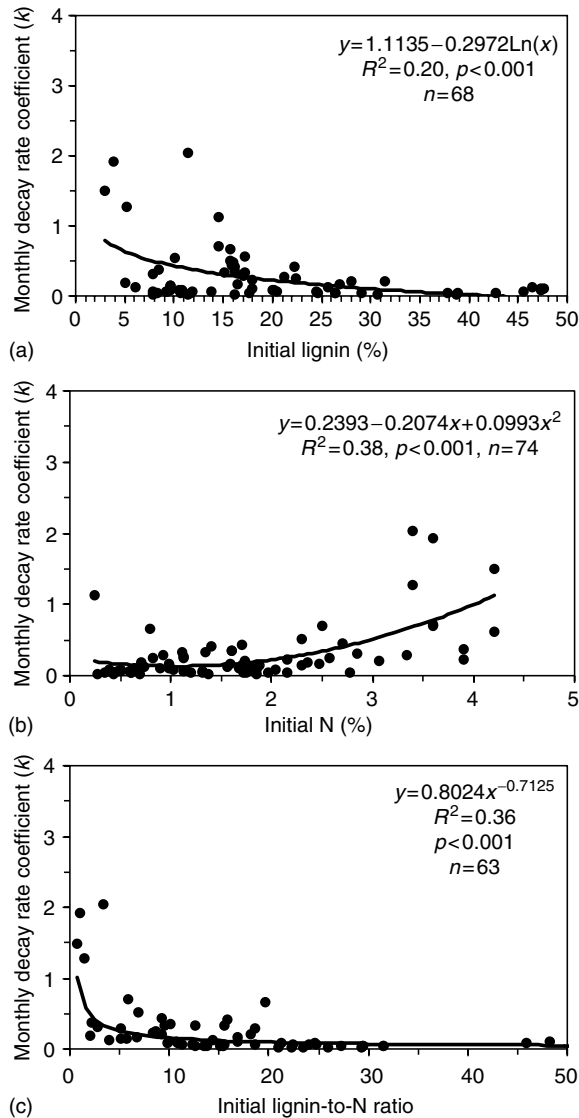 4
3
2
1
0
Monthly decay rate coefficient (k)
y=1.1135−0.2972Ln(x)
R²=0.20, p<0.001
n=68
0 5 10 15 20 25 30 35 40 45 50
(a) Initial lignin (%)
4
3
2
1
0
Monthly decay rate coefficient (k)
y=0.2393−0.2074x+0.0993x²
R²=0.38, p<0.001, n=74
0 1 2 3 4 5
(b) Initial N (%)
4
3
2
1
0
Monthly decay rate coefficient (k)
y=0.8024x⁻⁰·⁷¹²⁵
R²=0.36
p<0.001
n=63
0 10 20 30 40 50
(c) Initial lignin-to-N ratio